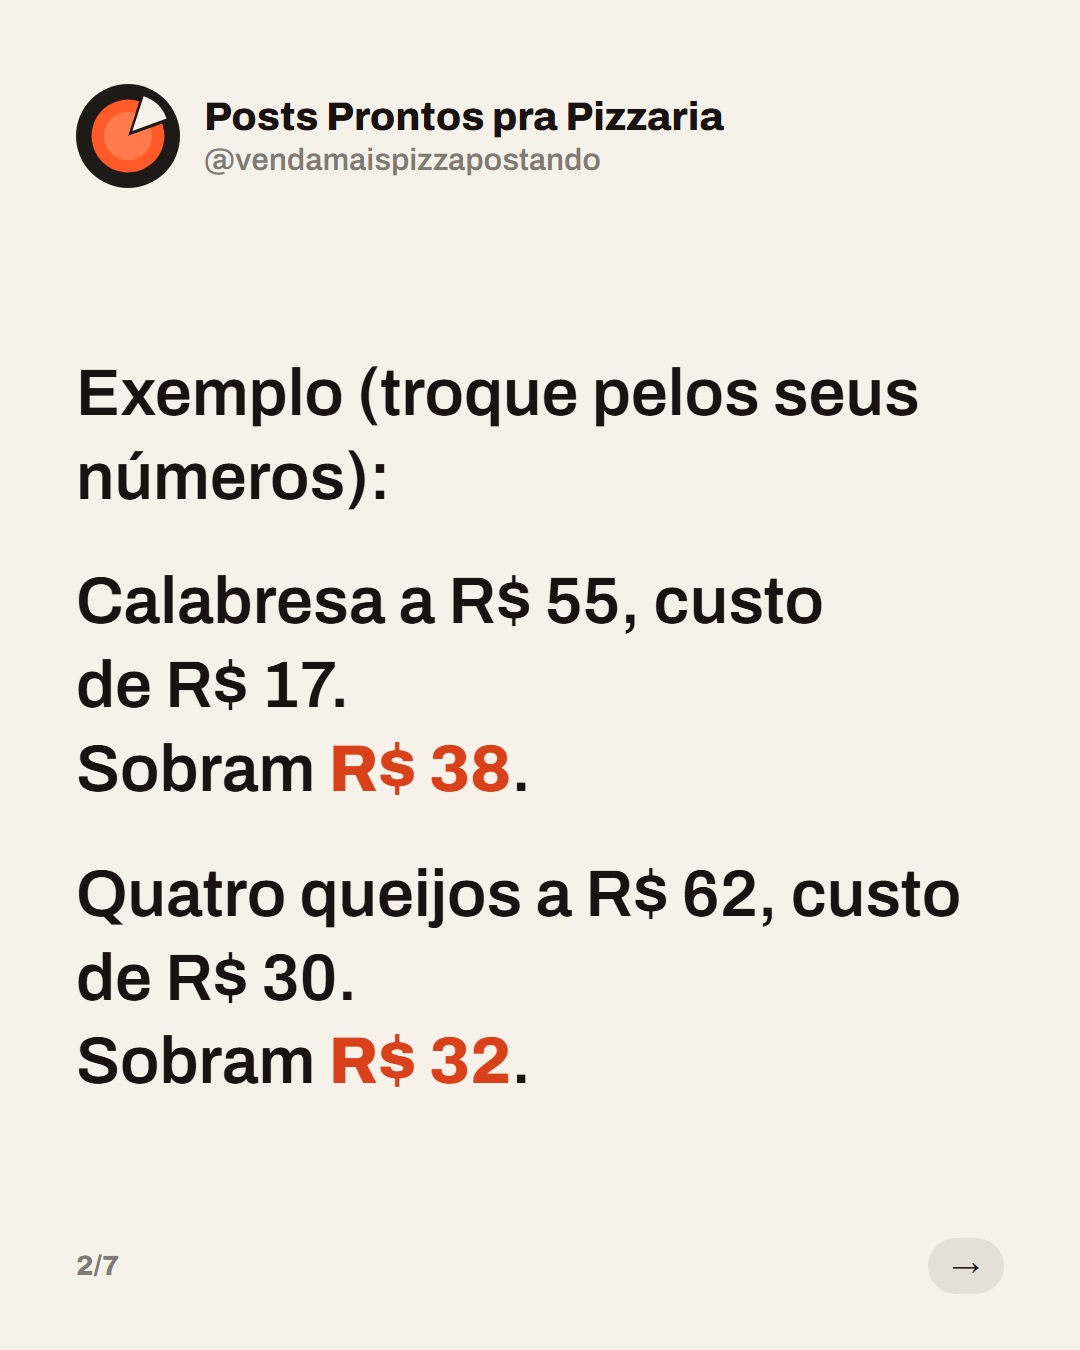 Posts Prontos pra Pizzaria
@vendamaispizzapostando
Exemplo (troque pelos seus
números):
Calabresa a R$ 55, custo
de R$ 17.
Sobram R$ 38.
Quatro queijos a R$ 62, custo
de R$ 30.
Sobram R$ 32.
2/7
→